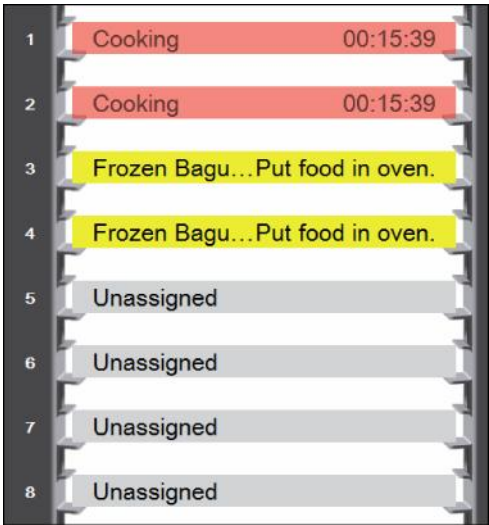 1 Cooking 00:15:39
2 Cooking 00:15:39
3 Frozen Bagu...Put food in oven.
4 Frozen Bagu...Put food in oven.
5 Unassigned
6 Unassigned
7 Unassigned
8 Unassigned